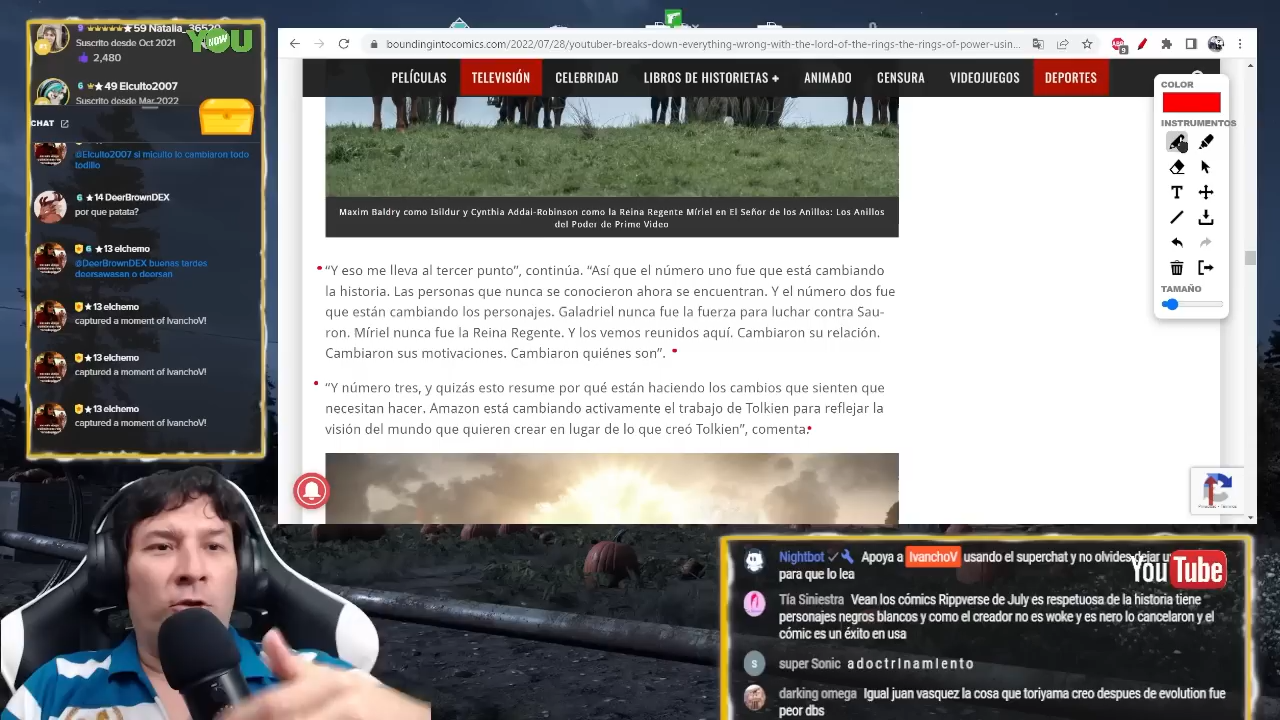 59 Natalia_36520
Suscrito desde Oct 2021
2,480
YOU
NOW
49 Elculto2007
Suscrito desde Mar 2022
CHAT
@Elculto2007 si miculto lo cambiaron todo
todillo
14 DeerBrownDEX
por que patata?
13 elchemo
@DeerBrownDEX buenas tardes
deersawasan o deersan
13 elchemo
captured a moment of IvanchoV!
13 elchemo
captured a moment of IvanchoV!
13 elchemo
captured a moment of IvanchoV!
boundingintocomics.com/2022/07/28/youtuber-breaks-down-everything-wrong-with-lord-of-the-rings-the-rings-of-power-usin...
ABP
9
PELÍCULAS
TELEVISIÓN
CELEBRIDAD
LIBROS DE HISTORIETAS +
ANIMADO
CENSURA
VIDEOJUEGOS
DEPORTES
Maxim Baldry como Isildur y Cynthia Addai-Robinson como la Reina Regente Míriel en El Señor de los Anillos: Los Anillos
del Poder de Prime Video
“Y eso me lleva al tercer punto”, continúa. “Así que el número uno fue que está cambiando
la historia. Las personas que nunca se conocieron ahora se encuentran. Y el número dos fue
que están cambiando los personajes. Galadriel nunca fue la fuerza para luchar contra Sau-
ron. Míriel nunca fue la Reina Regente. Y los vemos reunidos aquí. Cambiaron su relación.
Cambiaron sus motivaciones. Cambiaron quiénes son”.
“Y número tres, y quizás esto resume por qué están haciendo los cambios que sienten que
necesitan hacer. Amazon está cambiando activamente el trabajo de Tolkien para reflejar la
visión del mundo que quieren crear en lugar de lo que creó Tolkien”, comenta.
COLOR
INSTRUMENTOS
T
TAMAÑO
Nightbot Apoya a IvanchoV usando el superchat y no olvides dejar
para que lo lea
YouTube
Tía Siniestra Vean los cómics Rippverse de July es respetuosa de la historia tiene
personajes negros blancos y como el creador no es woke y es nero lo cancelaron y el
cómic es un éxito en usa
S super Sonic adoctrinamiento
darking omega Igual juan vasquez la cosa que toriyama creo despues de evolution fue
peor dbs